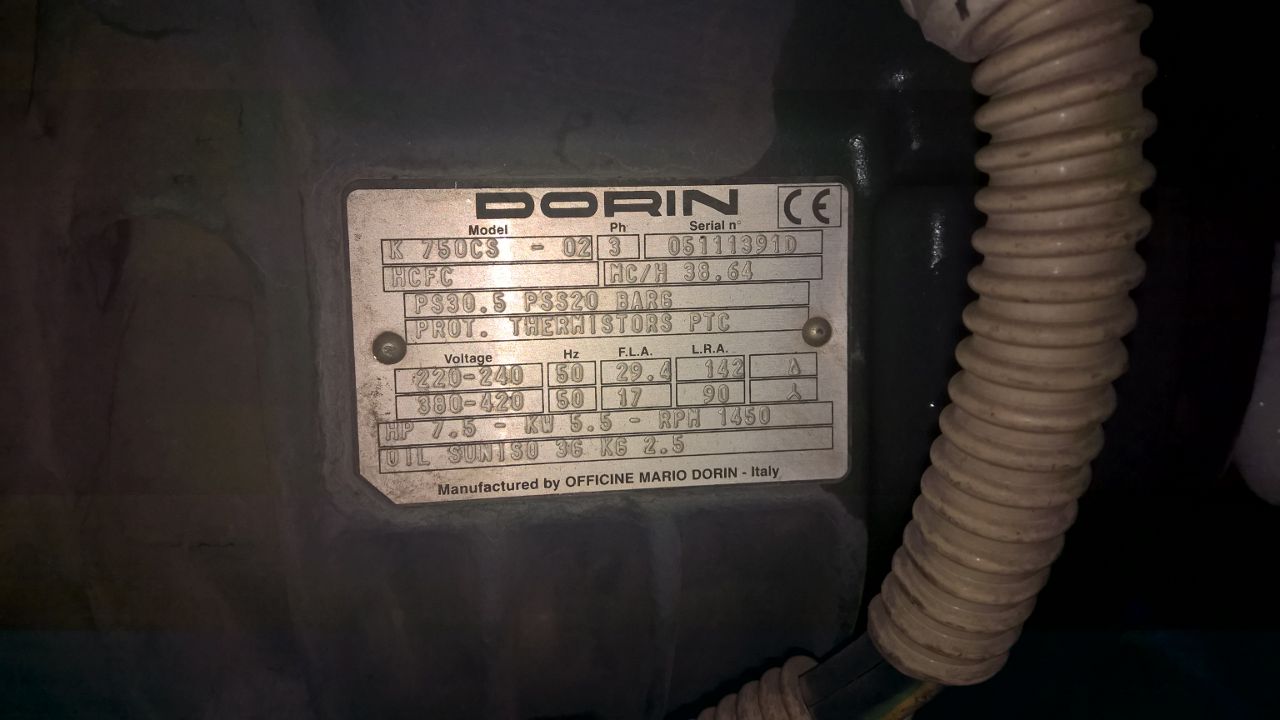 DORIN CE
Model Ph Serial n°
K 750CS - 02 3 05111391D
HCFC MC/H 38.64
PS30.5 PSS20 BARG
PROT. THERMISTORS PTC
Voltage Hz F.L.A. L.R.A.
220-240 50 29.4 142 Δ
380-420 50 17 90 Y
HP 7.5 - KW 5.5 - RPM 1450
OIL SUNISO 3G KG 2.5
Manufactured by OFFICINE MARIO DORIN - Italy